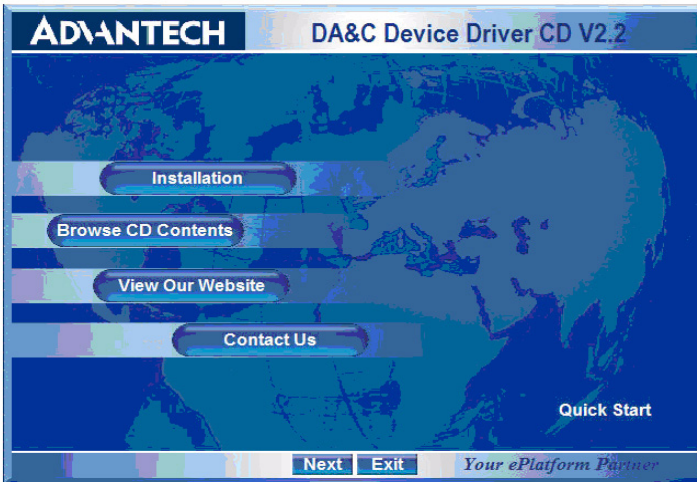 ADVANTECH
DA&C Device Driver CD V2.2
Installation
Browse CD Contents
View Our Website
Contact Us
Quick Start
Next
Exit
Your ePlatform Partner